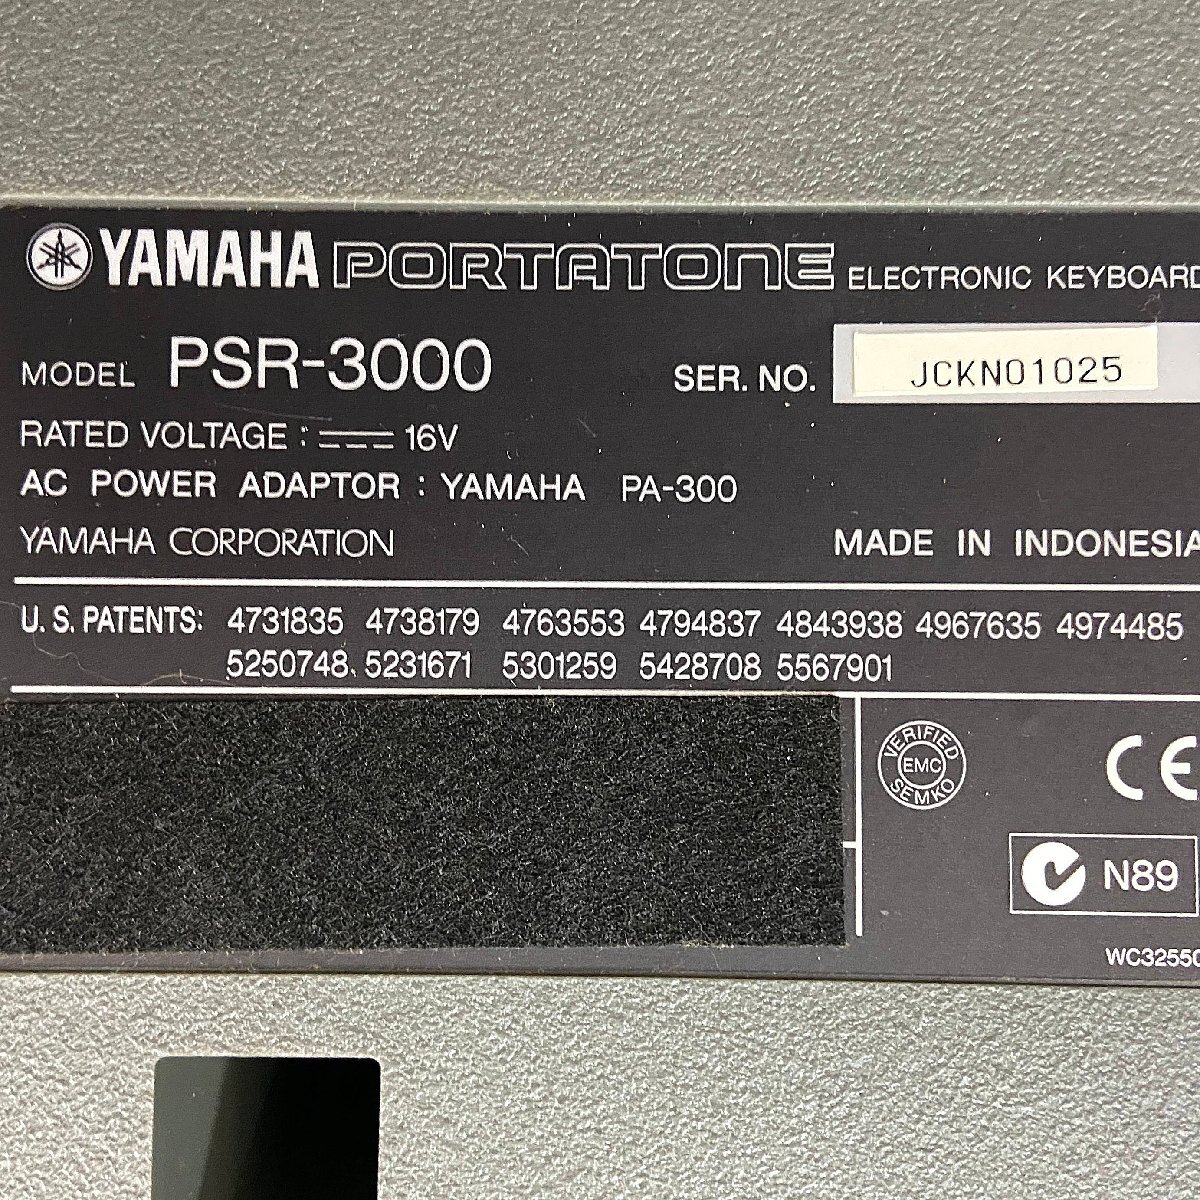 YAMAHA PORTATONE ELECTRONIC KEYBOARD
MODEL PSR-3000 SER. NO. JCKN01025
RATED VOLTAGE : 16V
AC POWER ADAPTOR : YAMAHA PA-300
YAMAHA CORPORATION MADE IN INDONESIA
U. S. PATENTS: 4731835 4738179 4763553 4794837 4843938 4967635 4974485
5250748, 5231671 5301259 5428708 5567901
VERIFIED
EMC
SEMKO
CE
N89
WC32550